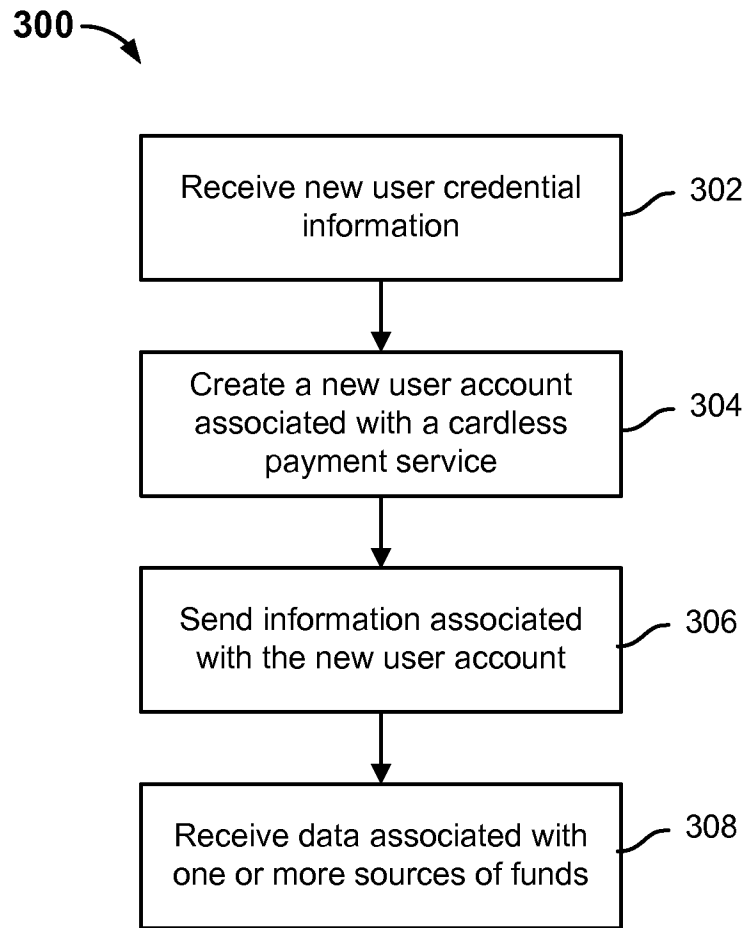 300
Receive new user credential
information
302
Create a new user account
associated with a cardless
payment service
304
Send information associated
with the new user account
306
Receive data associated with
one or more sources of funds
308